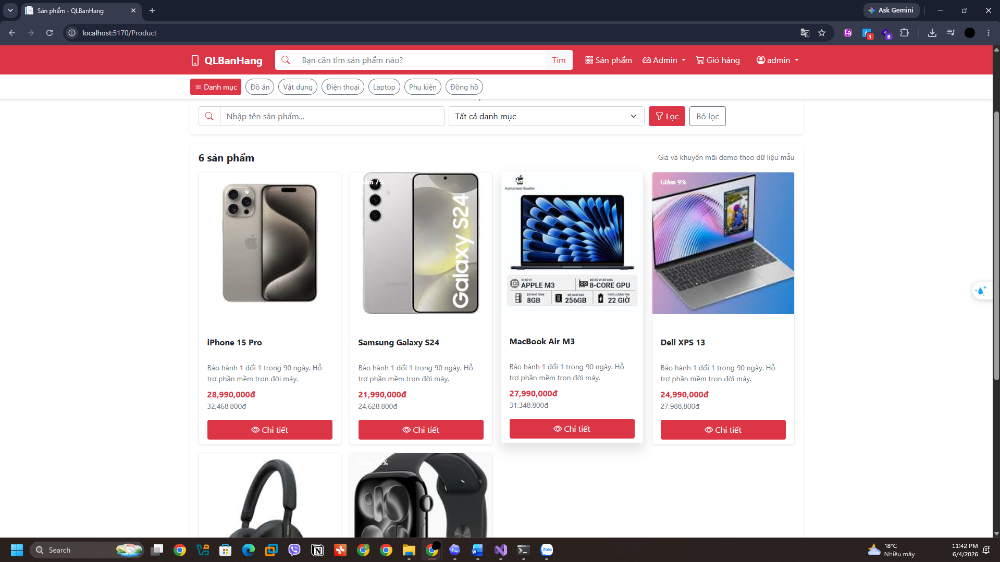 Sản phẩm - QLBanHang
Ask Gemini
localhost:5170/Product
1
8
QLBanHang
Bạn cần tìm sản phẩm nào?
Tìm
Sản phẩm
Admin
Giỏ hàng
admin
Danh mục
Đồ ăn
Vật dụng
Điện thoại
Laptop
Phụ kiện
Đồng hồ
Nhập tên sản phẩm...
Tất cả danh mục
Lọc
Bỏ lọc
6 sản phẩm
Giá và khuyến mãi demo theo dữ liệu mẫu
Galaxy S24
Authorised Reseller
APPLE M3
8-CORE GPU
8GB
256GB
22 GIỜ
Giảm 9%
iPhone 15 Pro
Bảo hành 1 đổi 1 trong 90 ngày. Hỗ
trợ phần mềm trọn đời máy.
28,990,000đ
32,468,800đ
Chi tiết
Samsung Galaxy S24
Bảo hành 1 đổi 1 trong 90 ngày. Hỗ
trợ phần mềm trọn đời máy.
21,990,000đ
24,628,800đ
Chi tiết
MacBook Air M3
Bảo hành 1 đổi 1 trong 90 ngày. Hỗ
trợ phần mềm trọn đời máy.
27,990,000đ
31,348,800đ
Chi tiết
Dell XPS 13
Bảo hành 1 đổi 1 trong 90 ngày. Hỗ
trợ phần mềm trọn đời máy.
24,990,000đ
27,988,800đ
Chi tiết
Search
Zalo
18°C
Nhiều mây
11:42 PM
6/4/2026